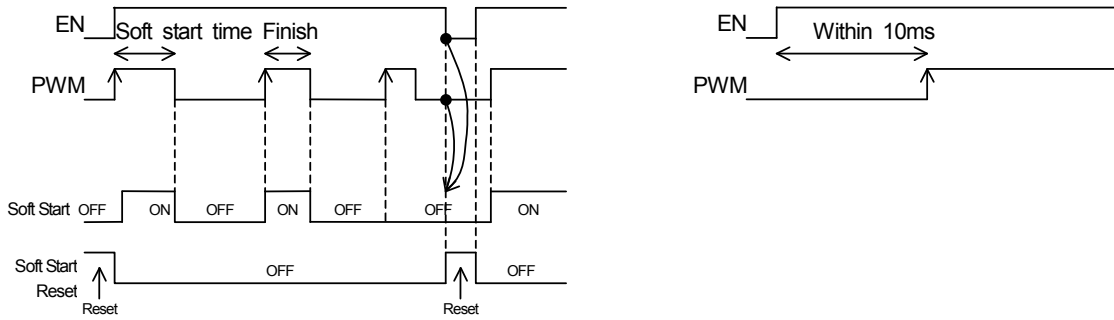 EN
Soft start time Finish
PWM
Soft Start OFF ON OFF ON OFF OFF ON
Soft Start
Reset
OFF OFF
Reset Reset
EN
Within 10ms
PWM